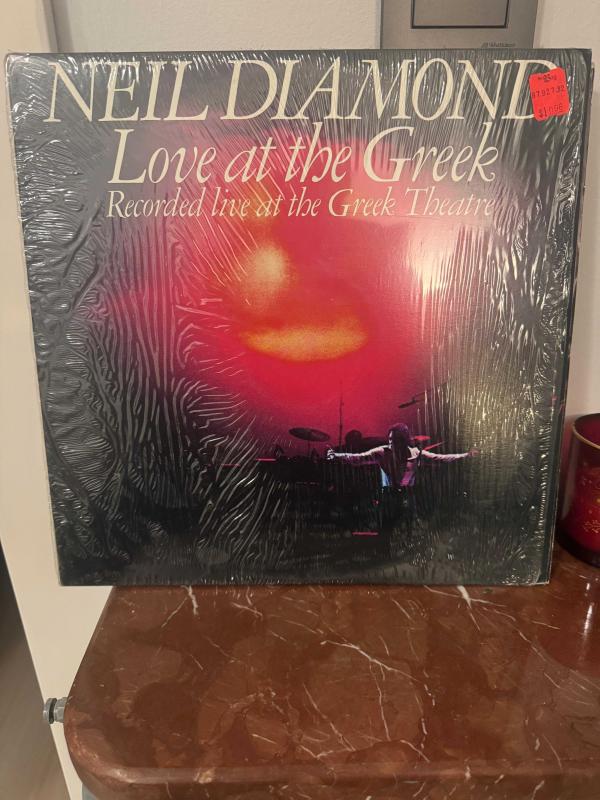 NEIL DIAMOND
Love at the Greek
Recorded live at the Greek Theatre